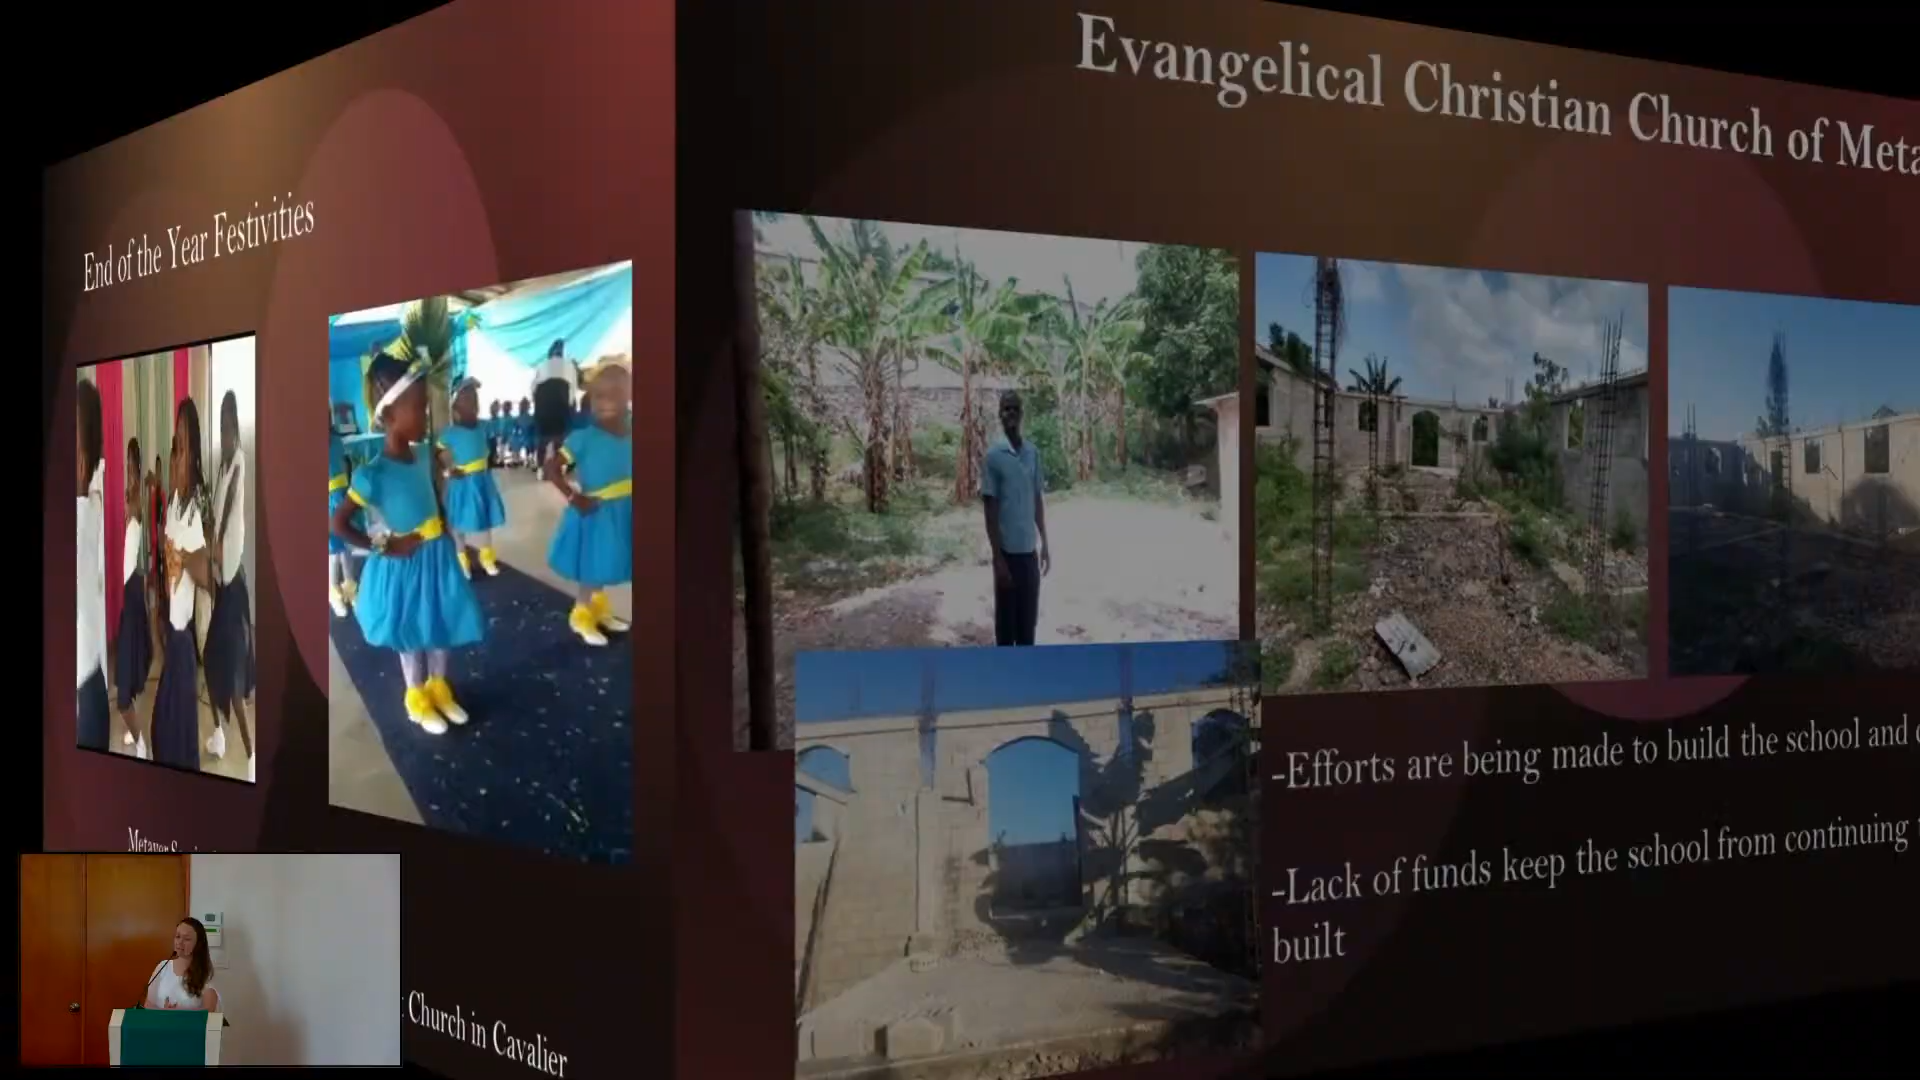 End of the Year Festivities
Church in Cavalier
Evangelical Christian Church of
-Efforts are being made to build the school and
-Lack of funds keep the school from continuing
built